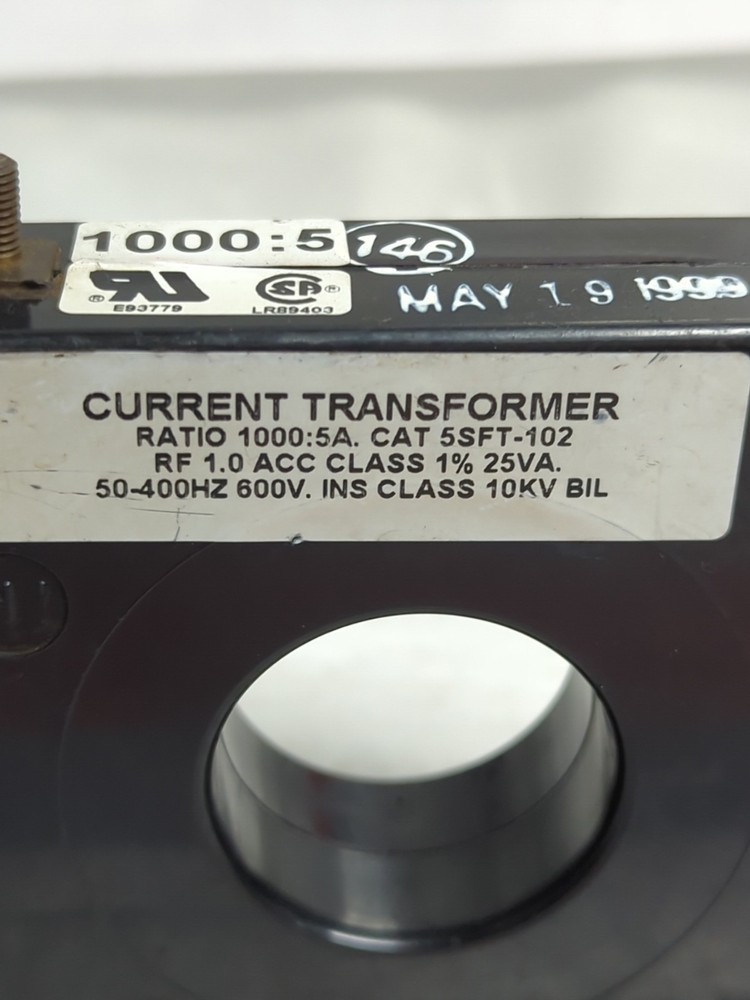 1000:5 146
E93779 LR89403 MAY 19 1999
CURRENT TRANSFORMER
RATIO 1000:5A. CAT 5SFT-102
RF 1.0 ACC CLASS 1% 25VA.
50-400HZ 600V. INS CLASS 10KV BIL